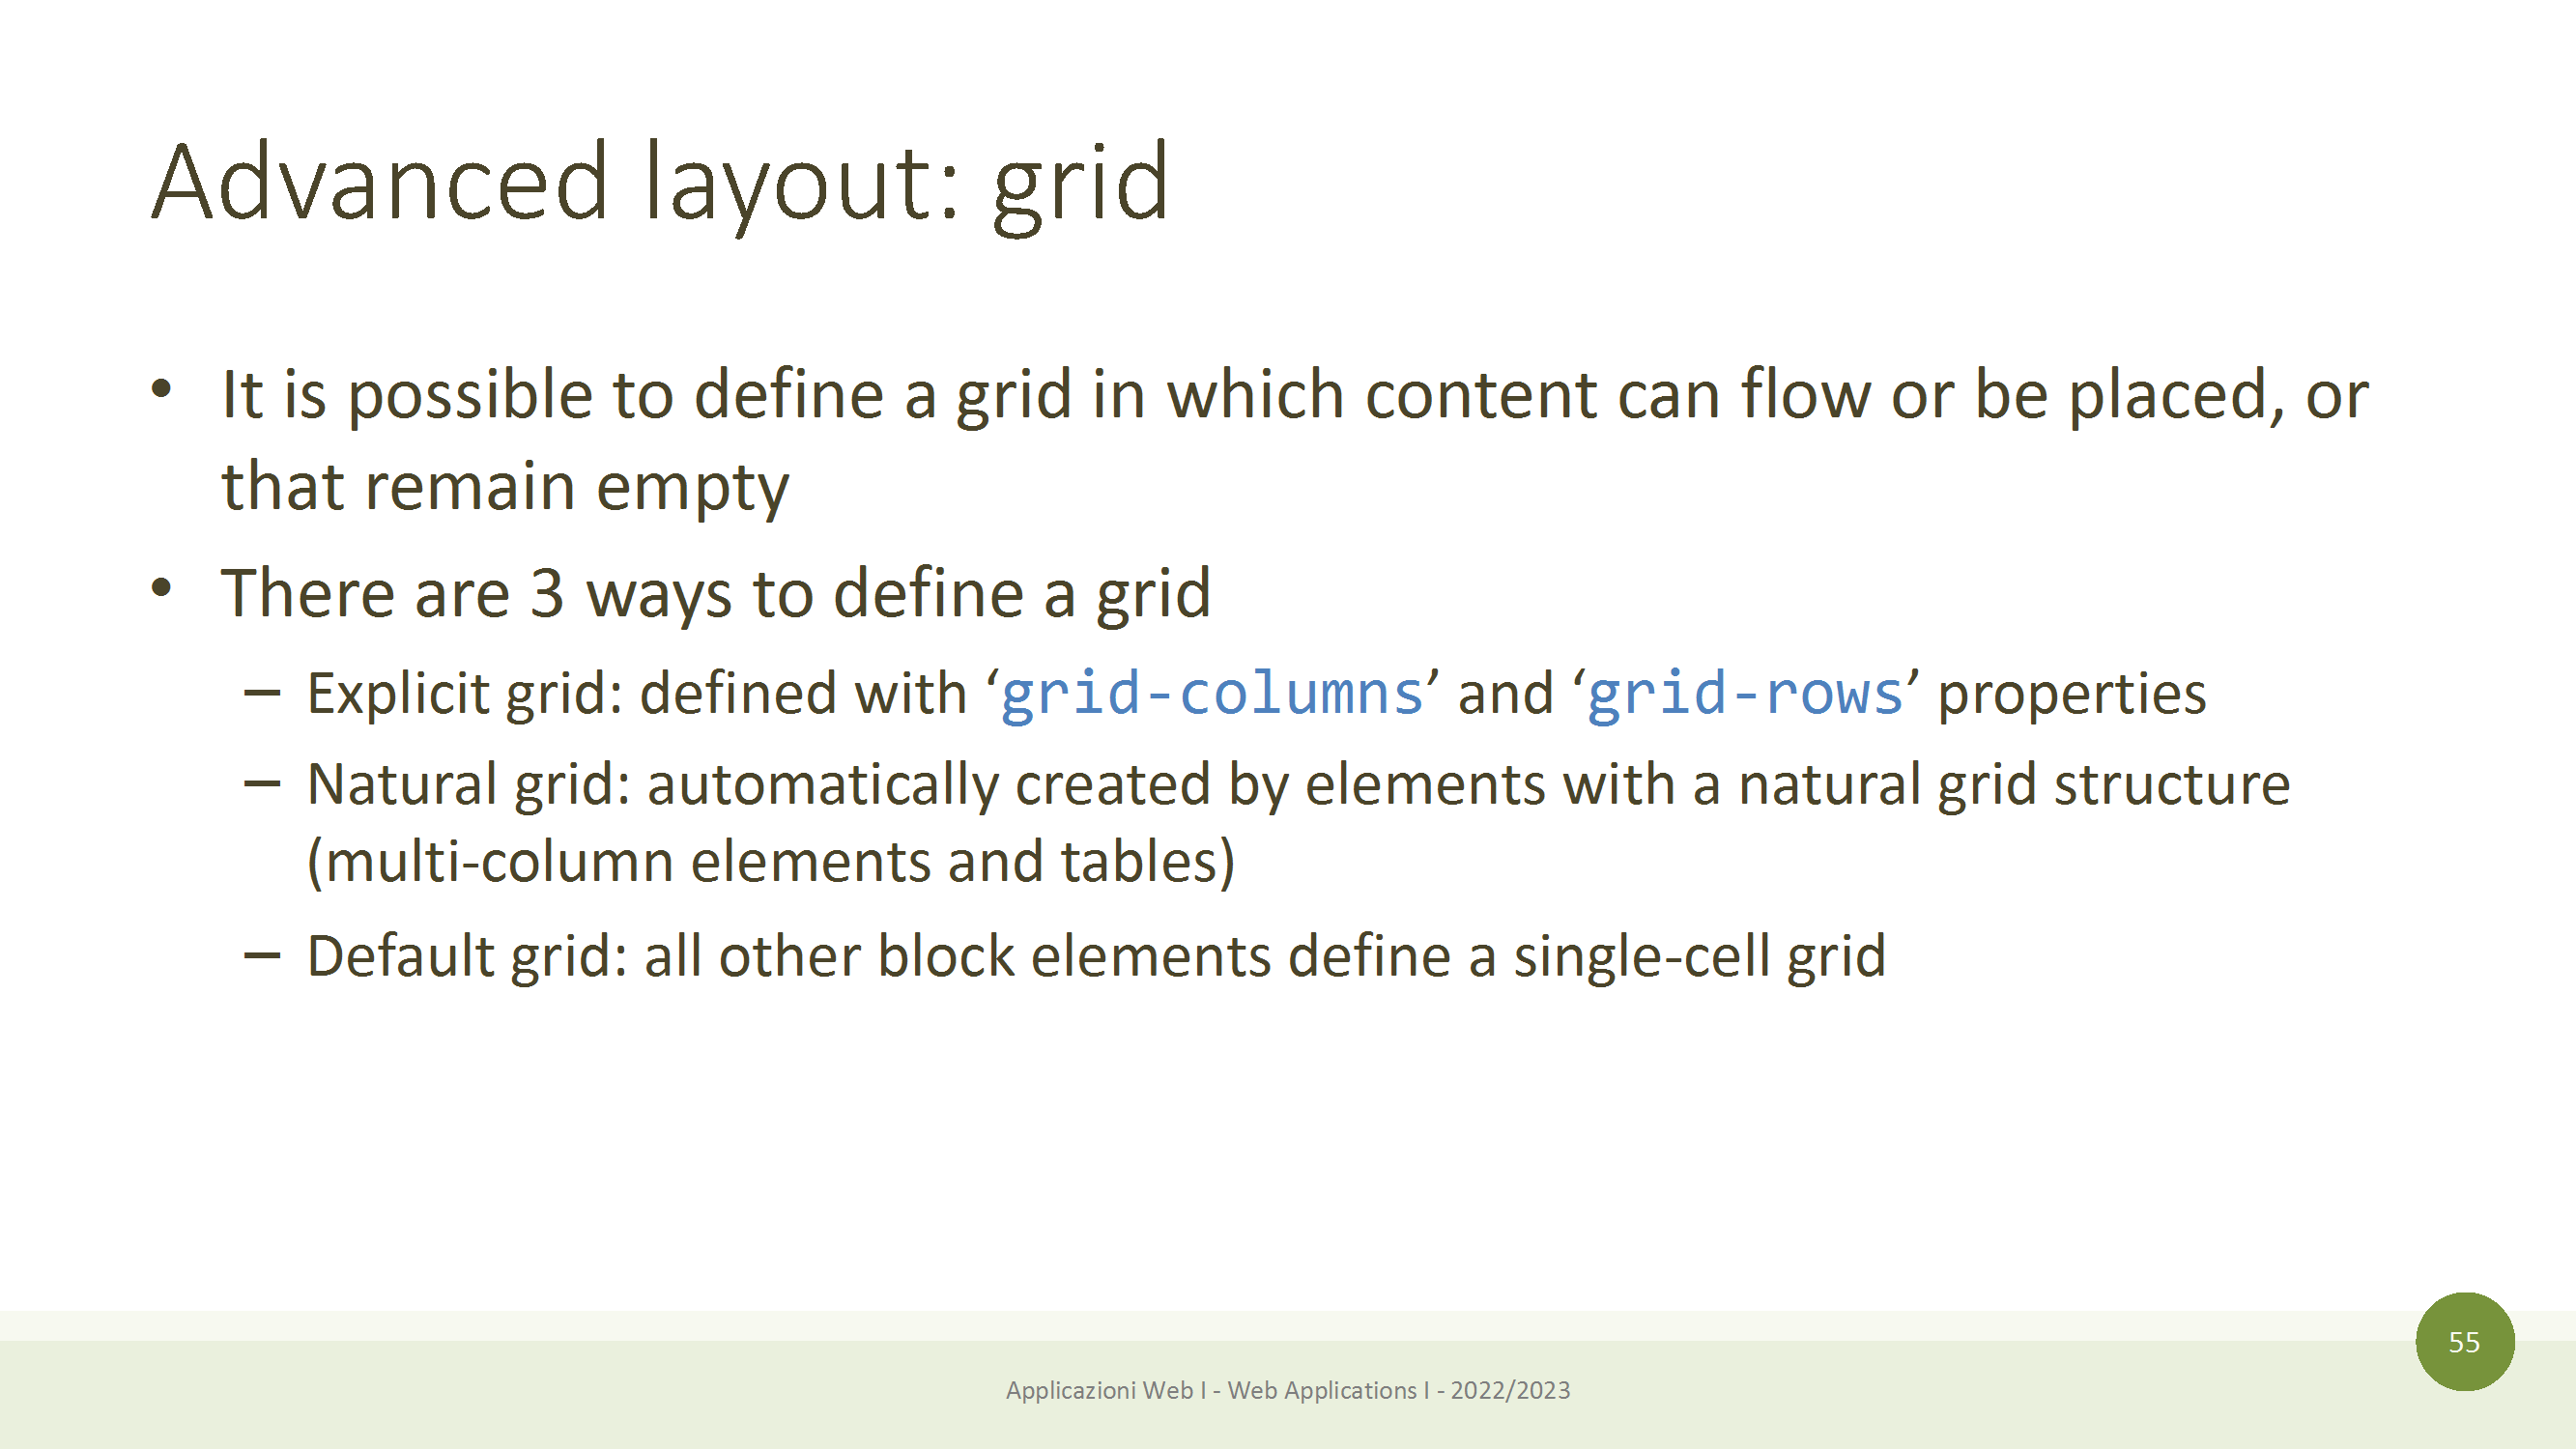 Advanced layout: grid
• It is possible to define a grid in which content can flow or be placed, or
that remain empty
• There are 3 ways to define a grid
– Explicit grid: defined with ‘grid-columns’ and ‘grid-rows’ properties
– Natural grid: automatically created by elements with a natural grid structure
(multi-column elements and tables)
– Default grid: all other block elements define a single-cell grid
55
Applicazioni Web I - Web Applications I - 2022/2023